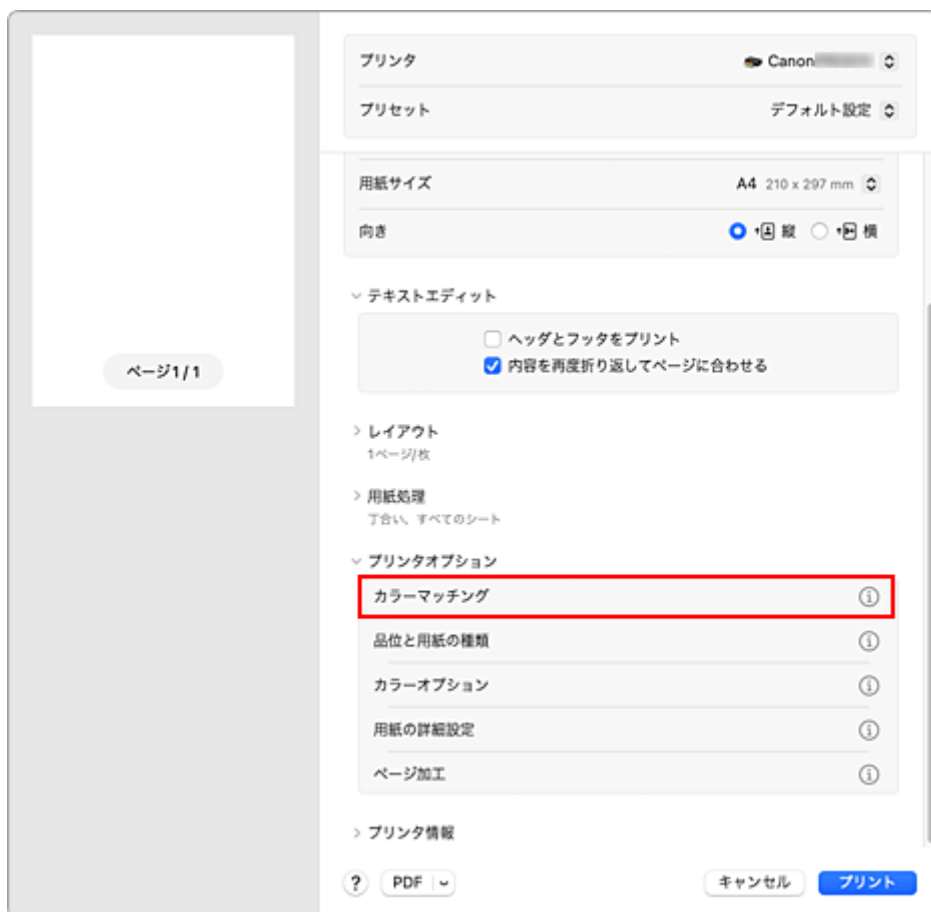 ページ1/1
プリンタ Canon
プリセット デフォルト設定
用紙サイズ A4 210 x 297 mm
向き 縦 横
テキストエディット
ヘッダとフッタをプリント
内容を再度折り返してページに合わせる
レイアウト
1ページ/枚
用紙処理
丁合い、すべてのシート
プリンタオプション
カラーマッチング
品位と用紙の種類
カラーオプション
用紙の詳細設定
ページ加工
プリンタ情報
? PDF キャンセル プリント